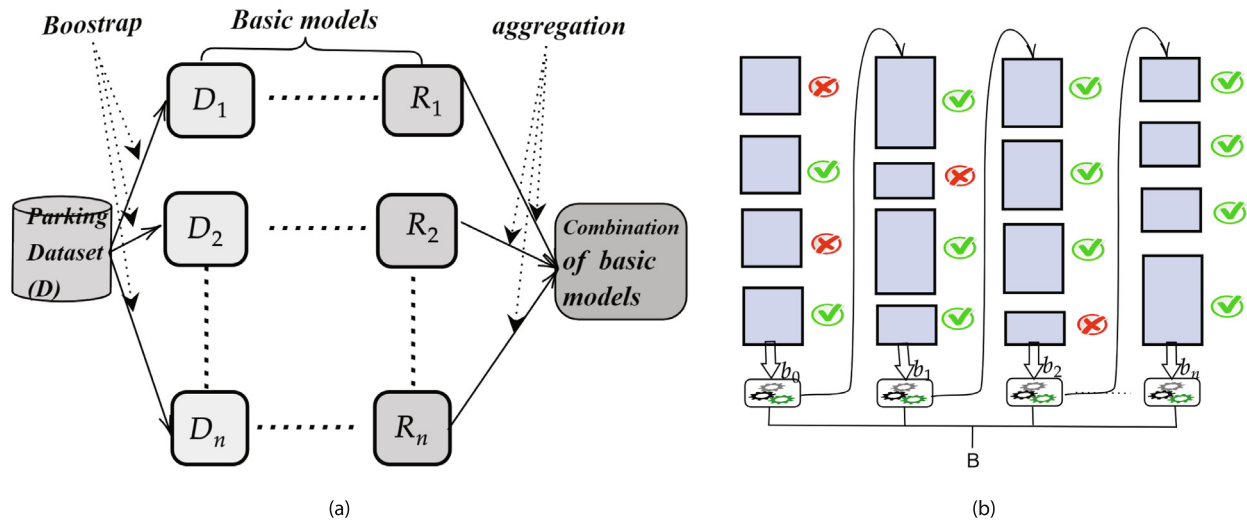 Boostrap
Basic models
aggregation
D1
R1
Parking
Dataset
(D)
D2
R2
Combination
of basic
models
Dn
Rn
(a)
b0
b1
b2
bn
B
(b)